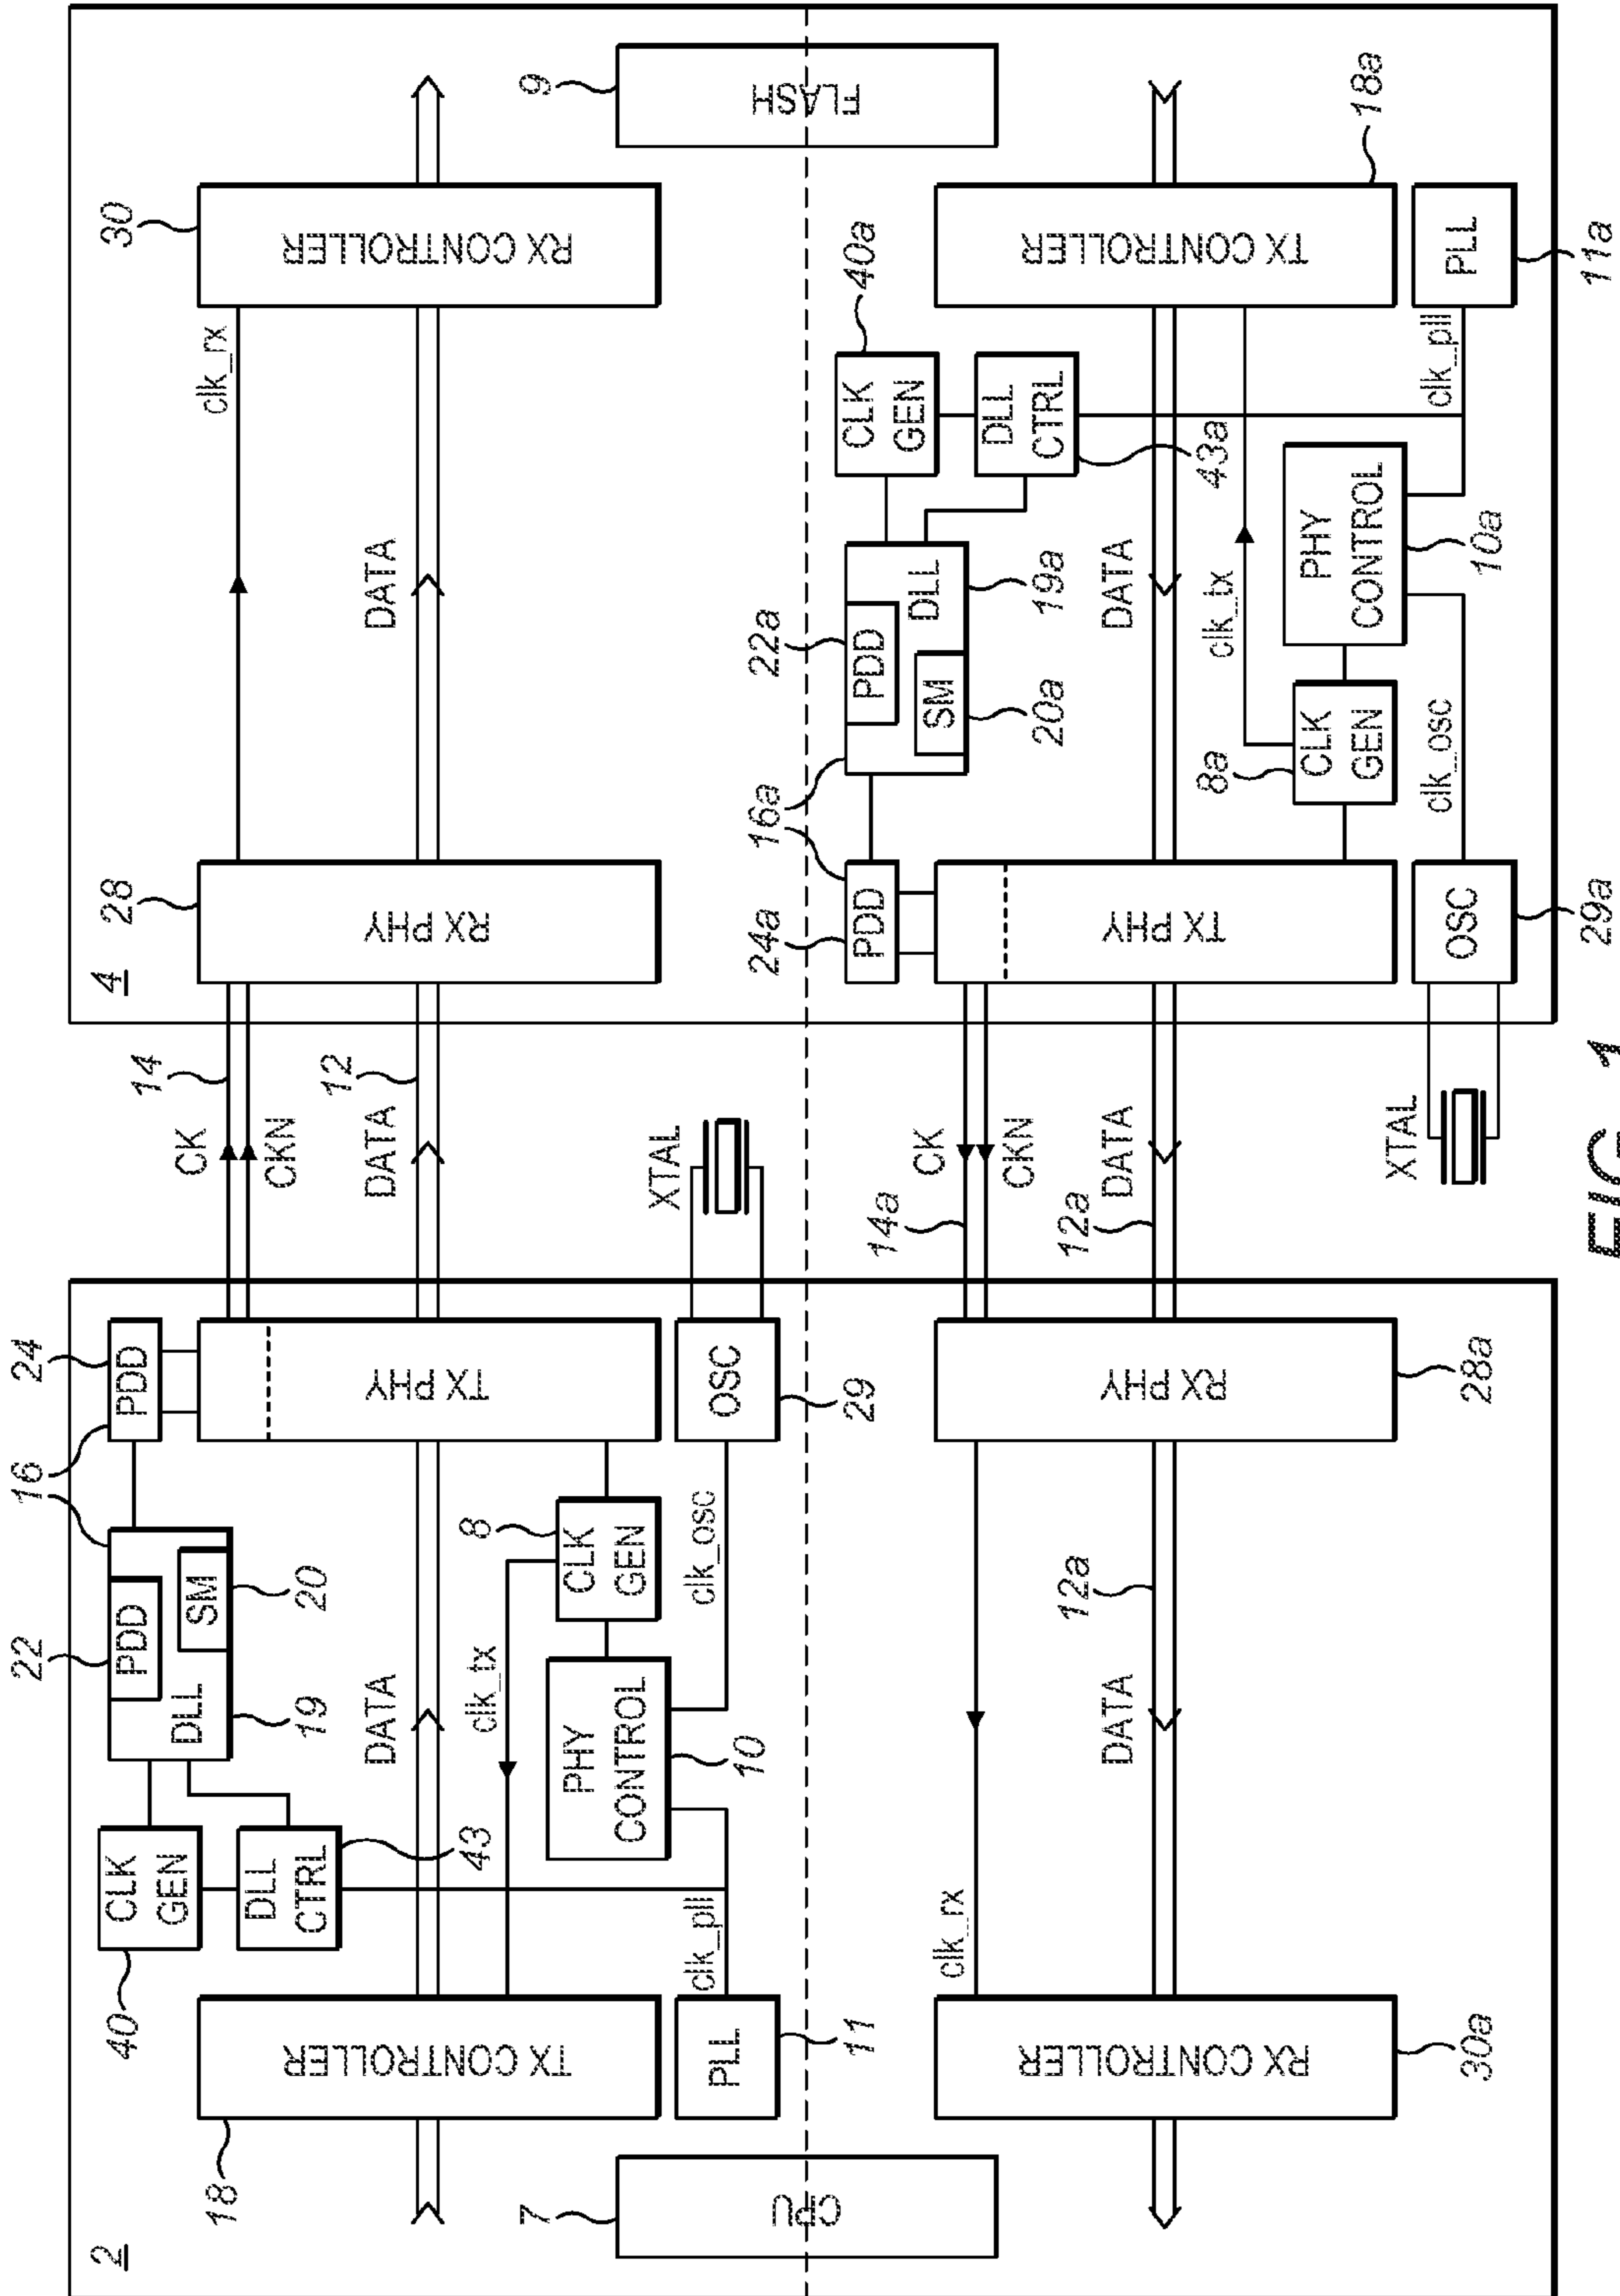 2
18
TX CONTROLLER
40
CLK
GEN
DLL
CTRL
43
22
PDD
DLL
19
SM
20
16
24
PDD
DATA
clk_tx
TX PHY
8
CLK
GEN
PHY
CONTROL
10
clk_osc
clk_pll
PLL
11
OSC
29
XTAL
CK
CKN
14
DATA
12
7
CPU
RX CONTROLLER
30a
clk_rx
DATA
12a
RX PHY
28a
14a
CK
CKN
12a
DATA
XTAL
4
28
RX PHY
clk_rx
DATA
30
RX CONTROLLER
9
FLASH
24a
PDD
16a
22a
PDD
DLL
19a
SM
20a
CLK
GEN
40a
DLL
CTRL
43a
TX PHY
DATA
clk_tx
TX CONTROLLER
18a
8a
CLK
GEN
PHY
CONTROL
10a
clk_osc
clk_pll
OSC
29a
PLL
11a
FIG. 1